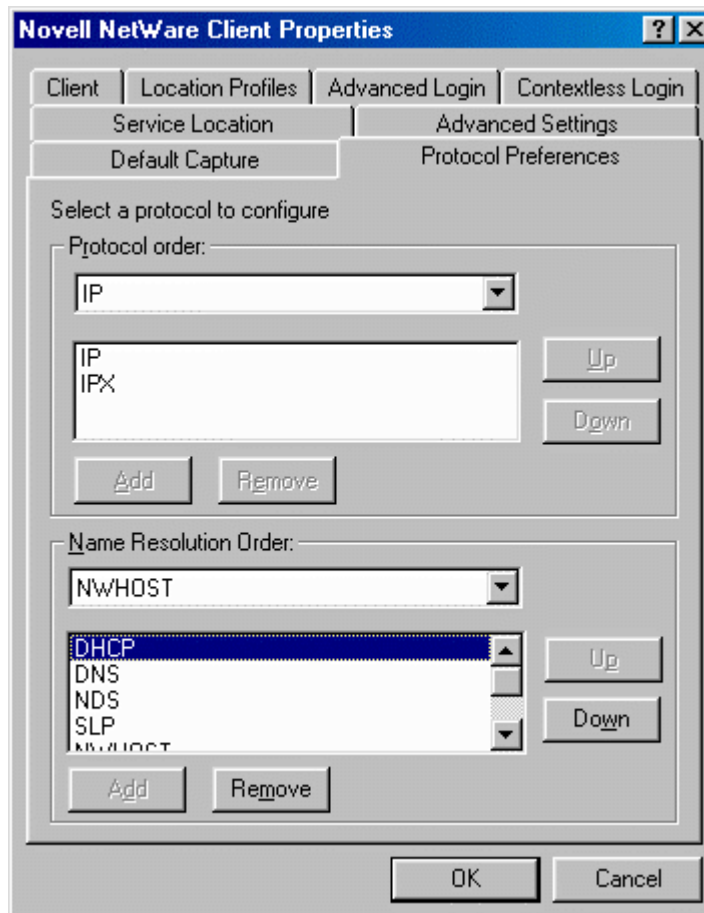 Novell NetWare Client Properties
Client Location Profiles Advanced Login Contextless Login
Service Location Advanced Settings
Default Capture Protocol Preferences
Select a protocol to configure
Protocol order:
IP
IP
IPX
Up
Down
Add Remove
Name Resolution Order:
NWHOST
DHCP
DNS
NDS
SLP
NWHOST
Up
Down
Add Remove
OK Cancel